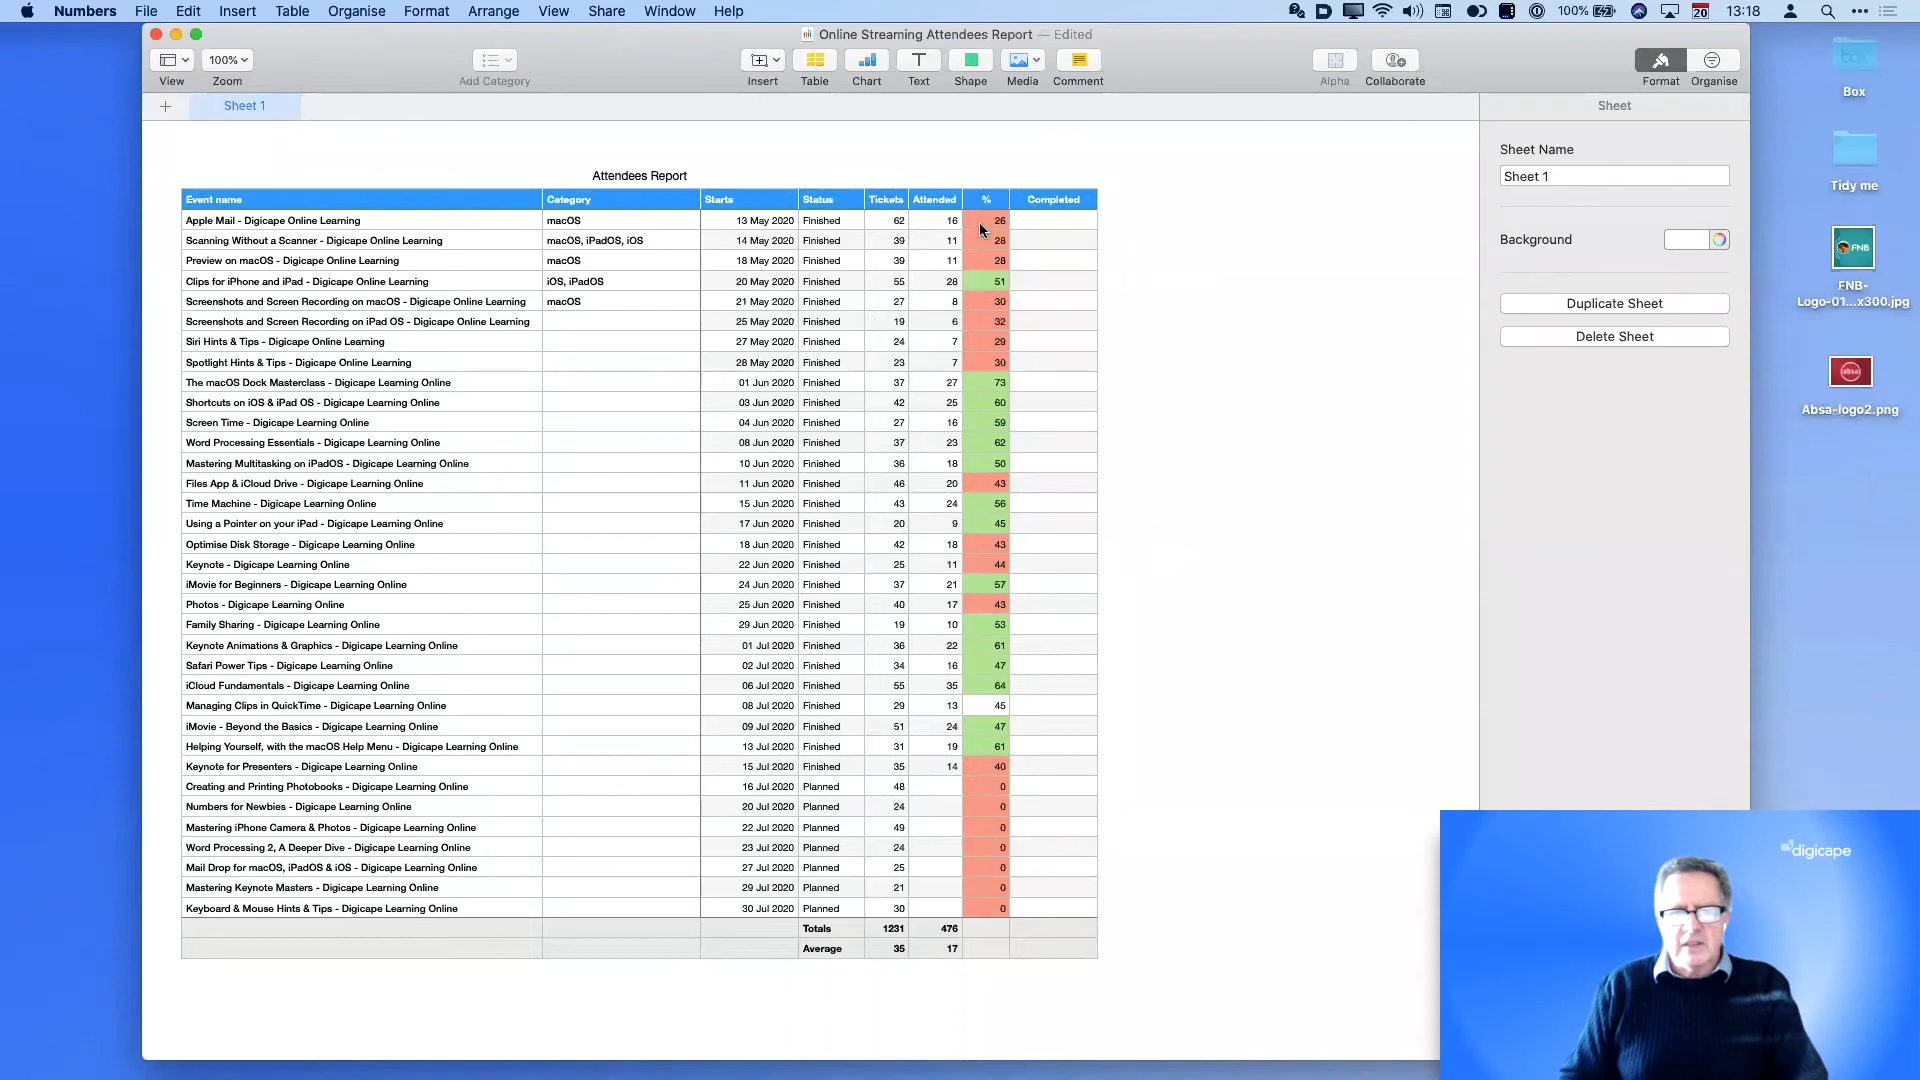 Numbers File Edit Insert Table Organise Format Arrange View Share Window Help 100% 20 13:18
Online Streaming Attendees Report — Edited
100%
View Zoom Add Category Insert Table Chart Text Shape Media Comment Alpha Collaborate Format Organise
Sheet 1
Sheet
Sheet Name
Sheet 1
Background
Duplicate Sheet
Delete Sheet
Attendees Report
Event name Category Starts Status Tickets Attended % Completed
Apple Mail - Digicape Online Learning macOS 13 May 2020 Finished 62 16 26
Scanning Without a Scanner - Digicape Online Learning macOS, iPadOS, iOS 14 May 2020 Finished 39 11 28
Preview on macOS - Digicape Online Learning macOS 18 May 2020 Finished 39 11 28
Clips for iPhone and iPad - Digicape Online Learning iOS, iPadOS 20 May 2020 Finished 55 28 51
Screenshots and Screen Recording on macOS - Digicape Online Learning macOS 21 May 2020 Finished 27 8 30
Screenshots and Screen Recording on iPad OS - Digicape Online Learning 25 May 2020 Finished 19 6 32
Siri Hints & Tips - Digicape Online Learning 27 May 2020 Finished 24 7 29
Spotlight Hints & Tips - Digicape Online Learning 28 May 2020 Finished 23 7 30
The macOS Dock Masterclass - Digicape Learning Online 01 Jun 2020 Finished 37 27 73
Shortcuts on iOS & iPad OS - Digicape Learning Online 03 Jun 2020 Finished 42 25 60
Screen Time - Digicape Learning Online 04 Jun 2020 Finished 27 16 59
Word Processing Essentials - Digicape Learning Online 08 Jun 2020 Finished 37 23 62
Mastering Multitasking on iPadOS - Digicape Learning Online 10 Jun 2020 Finished 36 18 50
Files App & iCloud Drive - Digicape Learning Online 11 Jun 2020 Finished 46 20 43
Time Machine - Digicape Learning Online 15 Jun 2020 Finished 43 24 56
Using a Pointer on your iPad - Digicape Learning Online 17 Jun 2020 Finished 20 9 45
Optimise Disk Storage - Digicape Learning Online 18 Jun 2020 Finished 42 18 43
Keynote - Digicape Learning Online 22 Jun 2020 Finished 25 11 44
iMovie for Beginners - Digicape Learning Online 24 Jun 2020 Finished 37 21 57
Photos - Digicape Learning Online 25 Jun 2020 Finished 40 17 43
Family Sharing - Digicape Learning Online 29 Jun 2020 Finished 19 10 53
Keynote Animations & Graphics - Digicape Learning Online 01 Jul 2020 Finished 36 22 61
Safari Power Tips - Digicape Learning Online 02 Jul 2020 Finished 34 16 47
iCloud Fundamentals - Digicape Learning Online 06 Jul 2020 Finished 55 35 64
Managing Clips in QuickTime - Digicape Learning Online 08 Jul 2020 Finished 29 13 45
iMovie - Beyond the Basics - Digicape Learning Online 09 Jul 2020 Finished 51 24 47
Helping Yourself, with the macOS Help Menu - Digicape Learning Online 13 Jul 2020 Finished 31 19 61
Keynote for Presenters - Digicape Learning Online 15 Jul 2020 Finished 35 14 40
Creating and Printing Photobooks - Digicape Learning Online 16 Jul 2020 Planned 48 0
Numbers for Newbies - Digicape Learning Online 20 Jul 2020 Planned 24 0
Mastering iPhone Camera & Photos - Digicape Learning Online 22 Jul 2020 Planned 49 0
Word Processing 2, A Deeper Dive - Digicape Learning Online 23 Jul 2020 Planned 24 0
Mail Drop for macOS, iPadOS & iOS - Digicape Learning Online 27 Jul 2020 Planned 25 0
Mastering Keynote Masters - Digicape Learning Online 29 Jul 2020 Planned 21 0
Keyboard & Mouse Hints & Tips - Digicape Learning Online 30 Jul 2020 Planned 30 0
Totals 1231 476
Average 35 17
box
Box
Tidy me
FNB
FNB-
Logo-01...x300.jpg
absa
Absa-logo2.png
digicape